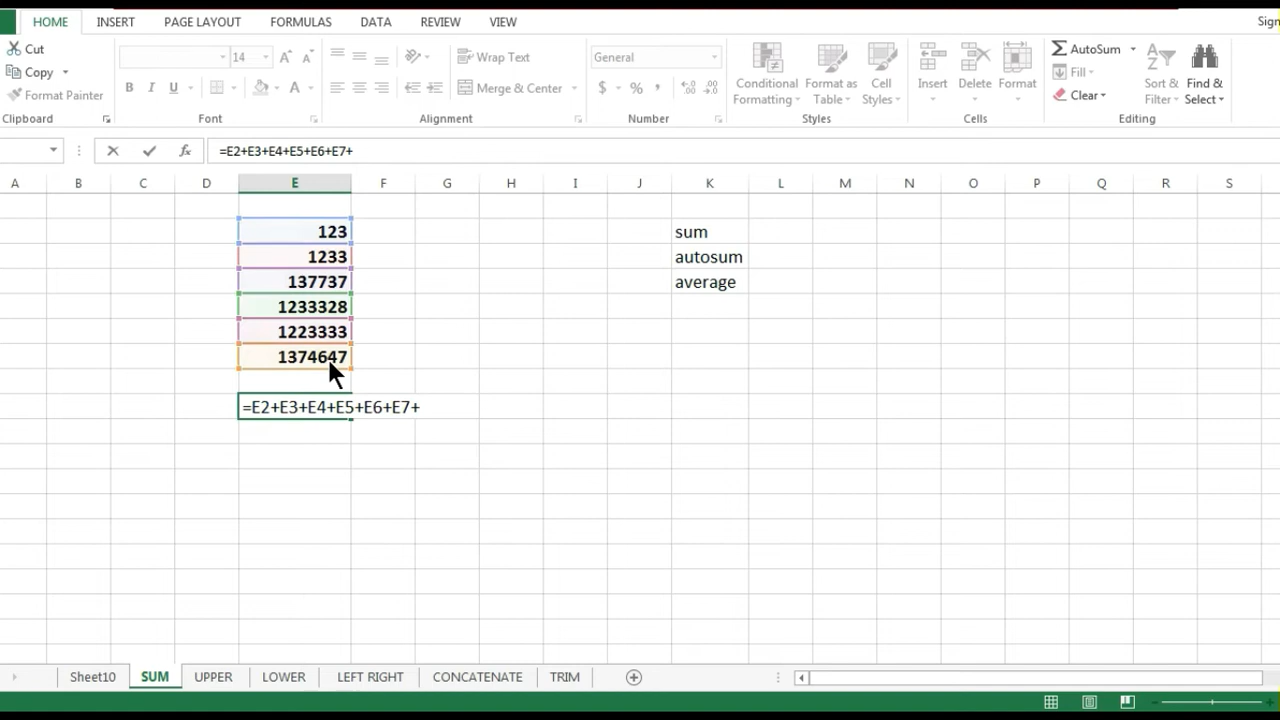 HOME INSERT PAGE LAYOUT FORMULAS DATA REVIEW VIEW
Cut
Copy
Format Painter
Clipboard
14
B I U A
Font
Wrap Text
Merge & Center
Alignment
General
$ % ,
Number
Conditional Formatting
Format as Table
Cell Styles
Styles
Insert Delete Format
Cells
AutoSum
Fill
Clear
Sort & Filter
Find & Select
Editing
fx =E2+E3+E4+E5+E6+E7+
A B C D E F G H I J K L M N O P Q R S
123 sum
1233 autosum
137737 average
1233328
1223333
1374647
=E2+E3+E4+E5+E6+E7+
Sheet10 SUM UPPER LOWER LEFT RIGHT CONCATENATE TRIM